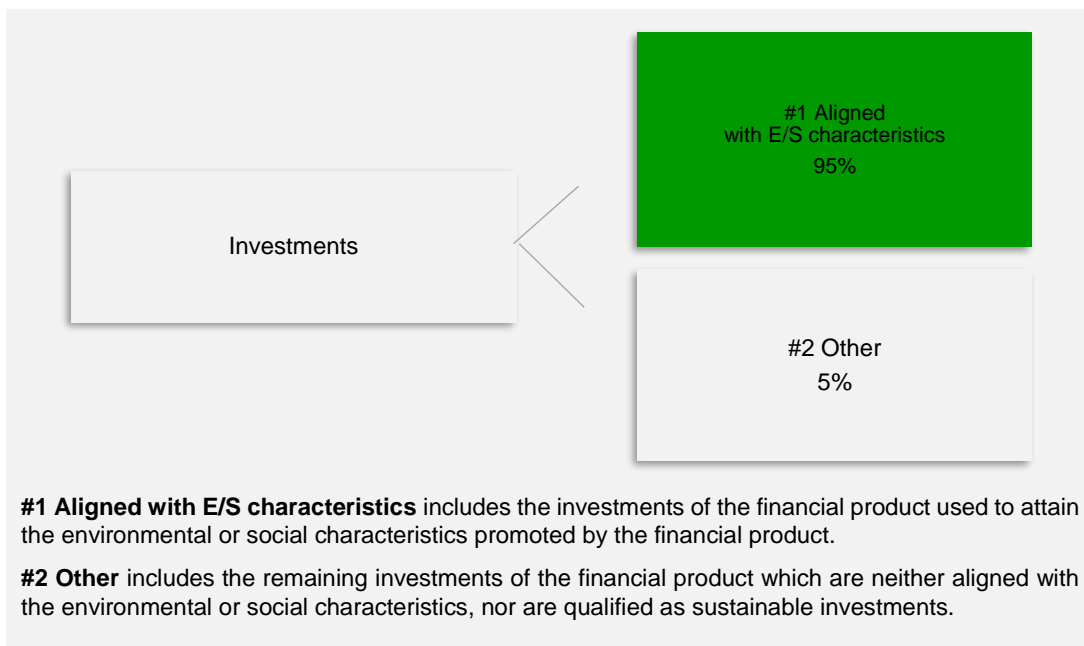 #1 Aligned
with E/S characteristics
95%
Investments
#2 Other
5%
#1 Aligned with E/S characteristics includes the investments of the financial product used to attain
the environmental or social characteristics promoted by the financial product.
#2 Other includes the remaining investments of the financial product which are neither aligned with
the environmental or social characteristics, nor are qualified as sustainable investments.